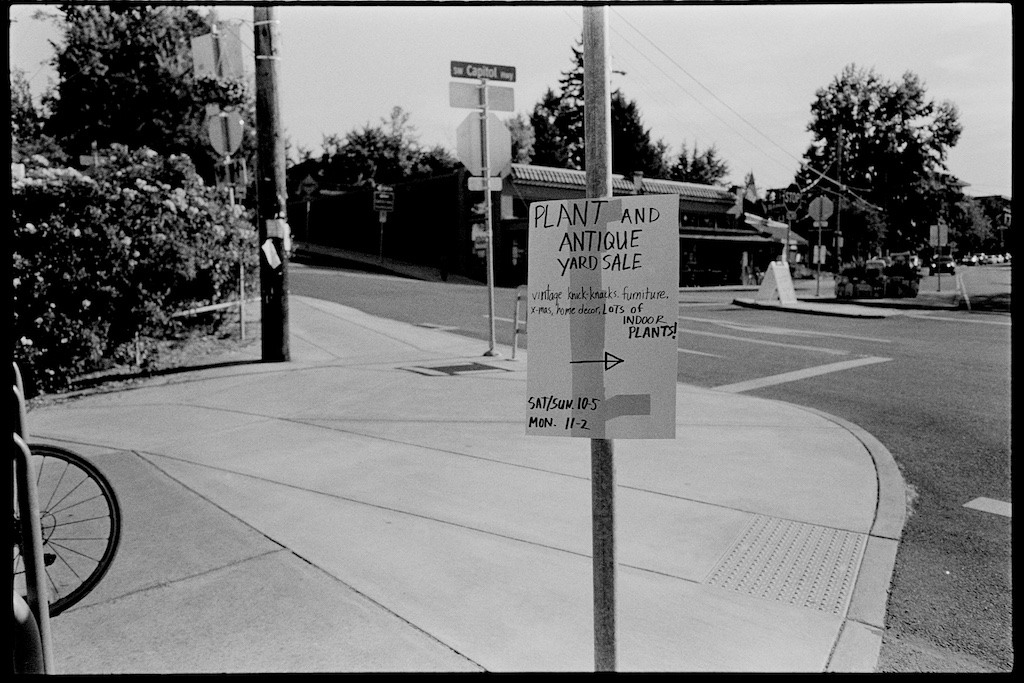 SW Capitol Hwy
PLANT AND
ANTIQUE
YARD SALE
vintage knick-knacks, furniture,
x-mas, home decor, LOTS OF
INDOOR
PLANTS!
SAT/SUN. 10-5
MON. 11-2
STOP